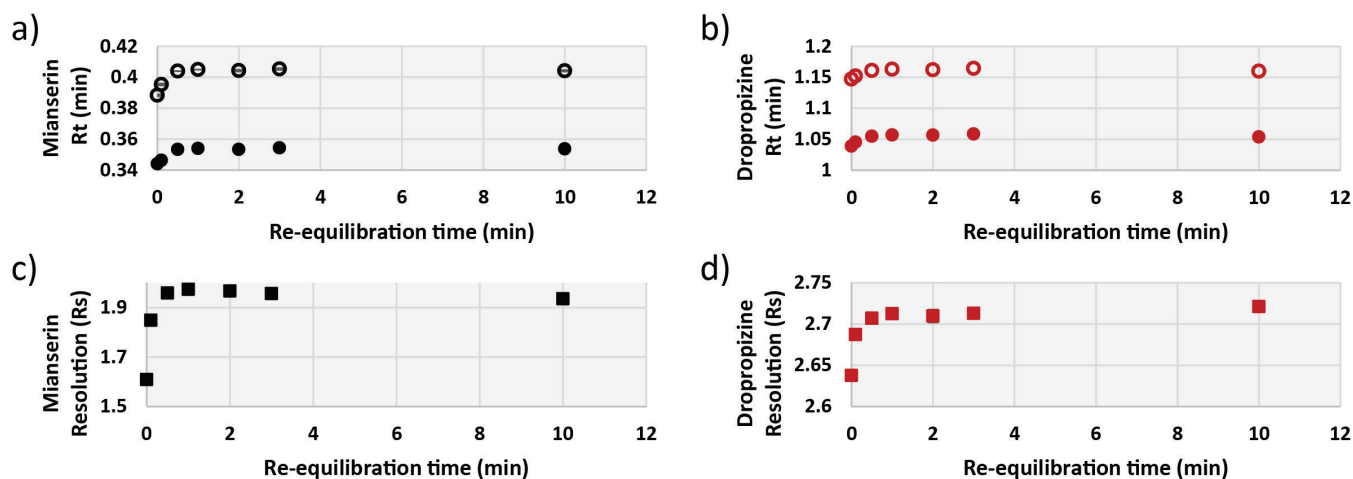 a)
Mianserin
Rt (min)
0.42
0.4
0.38
0.36
0.34
0 2 4 6 8 10 12
Re-equilibration time (min)
b)
Dropropizine
Rt (min)
1.2
1.15
1.1
1.05
1
0 2 4 6 8 10 12
Re-equilibration time (min)
c)
Mianserin
Resolution (Rs)
1.9
1.7
1.5
0 2 4 6 8 10 12
Re-equilibration time (min)
d)
Dropopizine
Resolution (Rs)
2.75
2.7
2.65
2.6
0 2 4 6 8 10 12
Re-equilibration time (min)